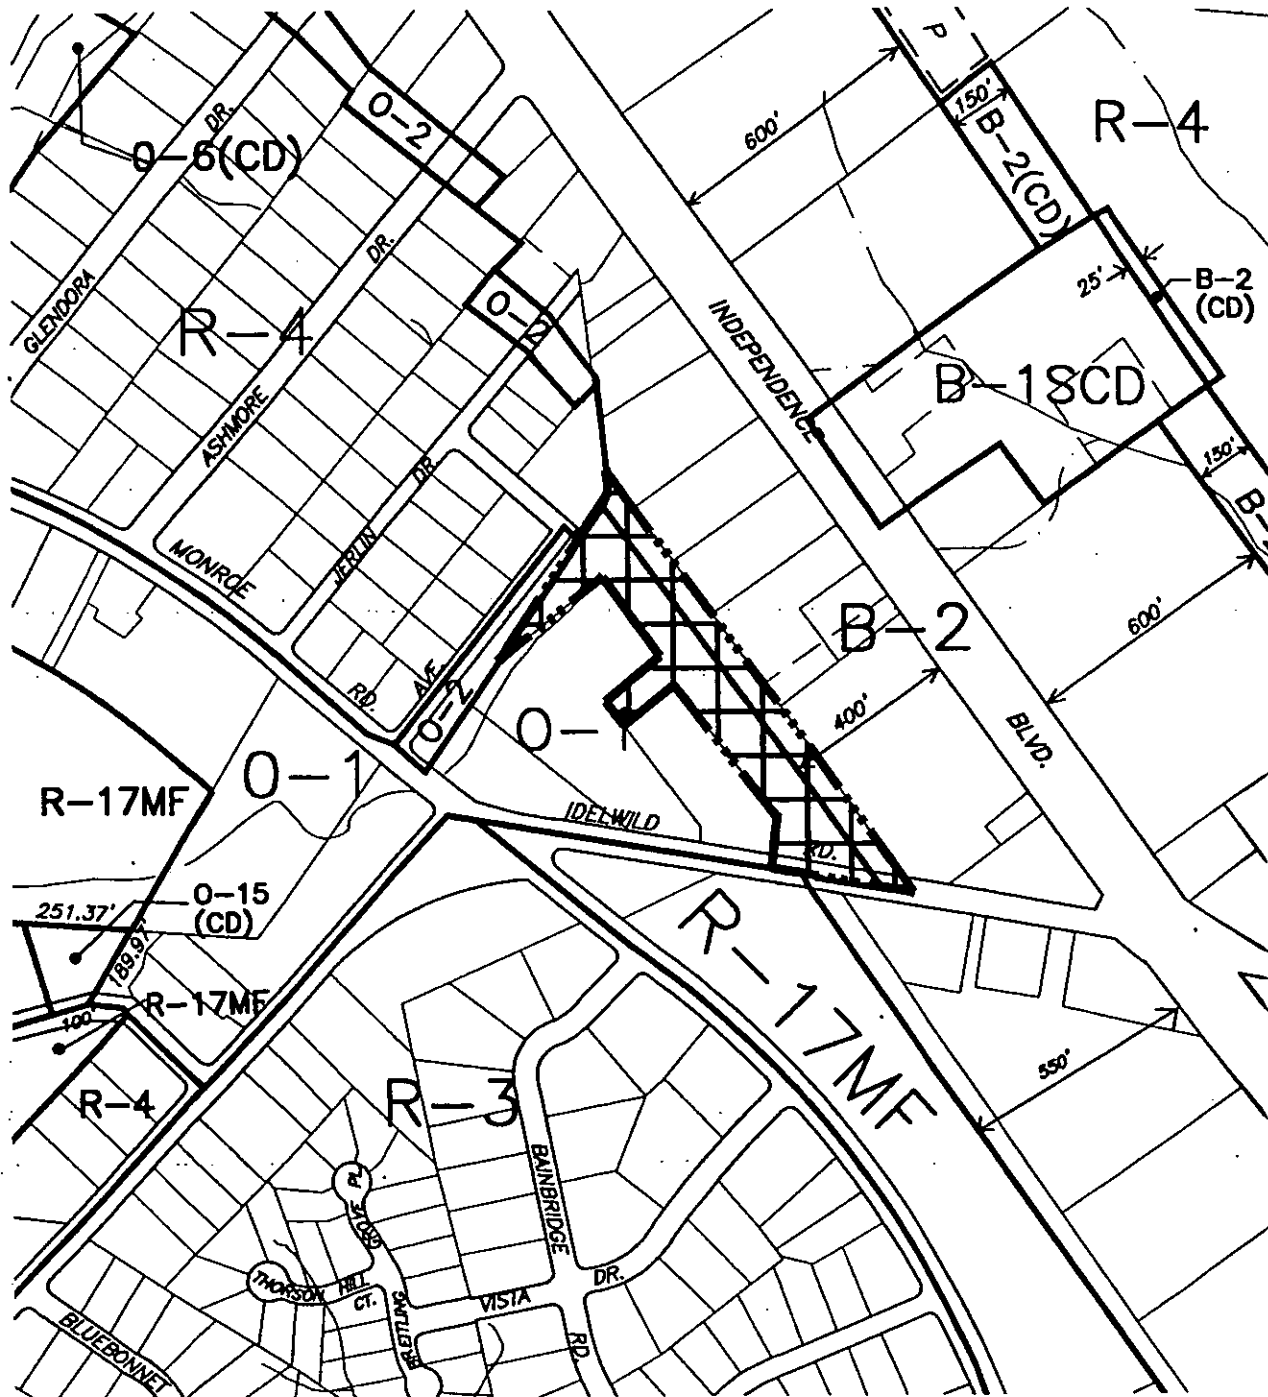 P
150'
B-2(CD)
R-4
600'
O-2
DR.
O-6(CD)
DR.
GLENDORA
R-4
O-2
25'
B-2
(CD)
INDEPENDENCE
B-1SCD
ASHMORE
DR.
150'
MONROE
JERLIN
B-2
600'
RD.
AVE.
O-2
O-1
400'
BLVD.
O-1
R-17MF
IDELWILD
RD.
O-15
(CD)
251.37'
189.97
R-17MF
R-17MF
100'
550'
R-4
R-3
BAINBRIDGE
PL
THORSON
HILL
CT.
BREITLING
VISTA
DR.
RD.
BLUEBONNET